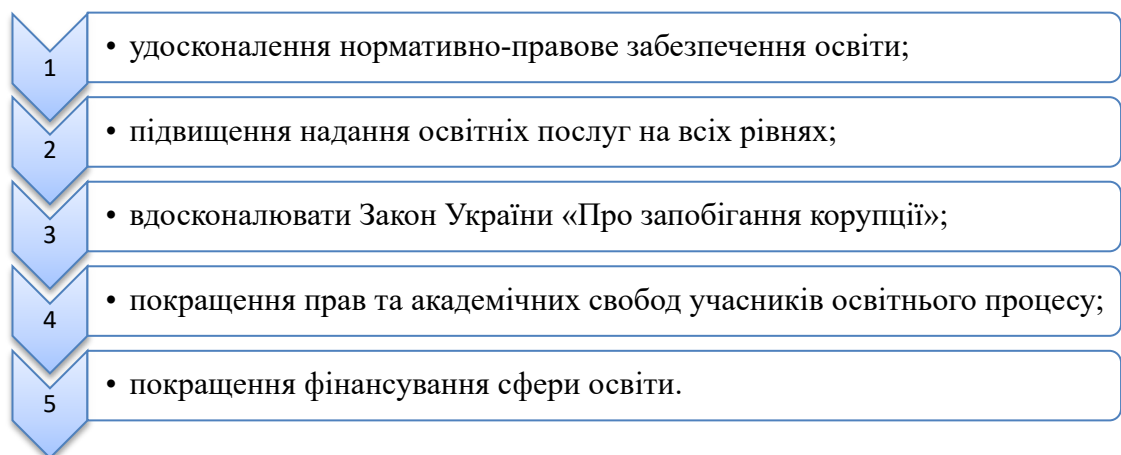 1
• удосконалення нормативно-правове забезпечення освіти;
2
• підвищення надання освітніх послуг на всіх рівнях;
3
• вдосконалювати Закон України «Про запобігання корупції»;
4
• покращення прав та академічних свобод учасників освітнього процесу;
5
• покращення фінансування сфери освіти.